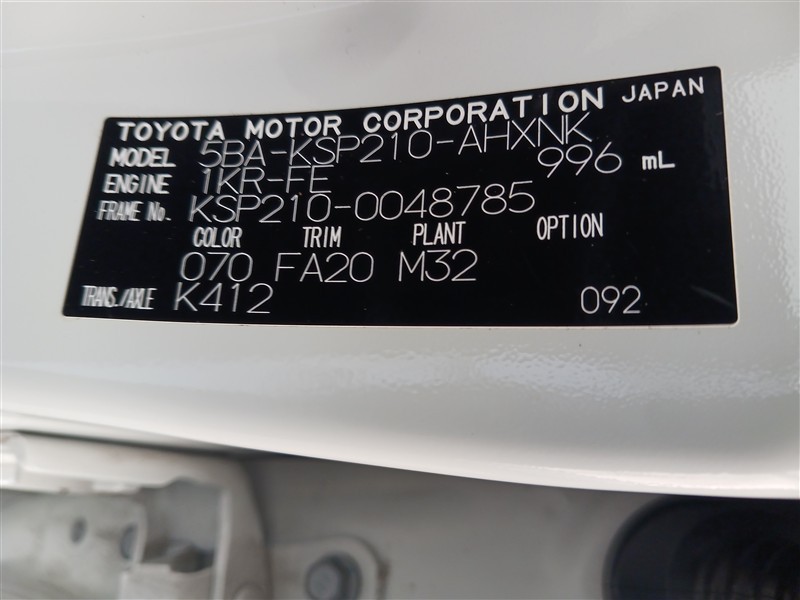 TOYOTA MOTOR CORPORATION JAPAN
MODEL 5BA-KSP210-AHXNK
ENGINE 1KR-FE 996 mL
FRAME No. KSP210-0048785
COLOR TRIM PLANT OPTION
070 FA20 M32
TRANS./AXLE K412 092